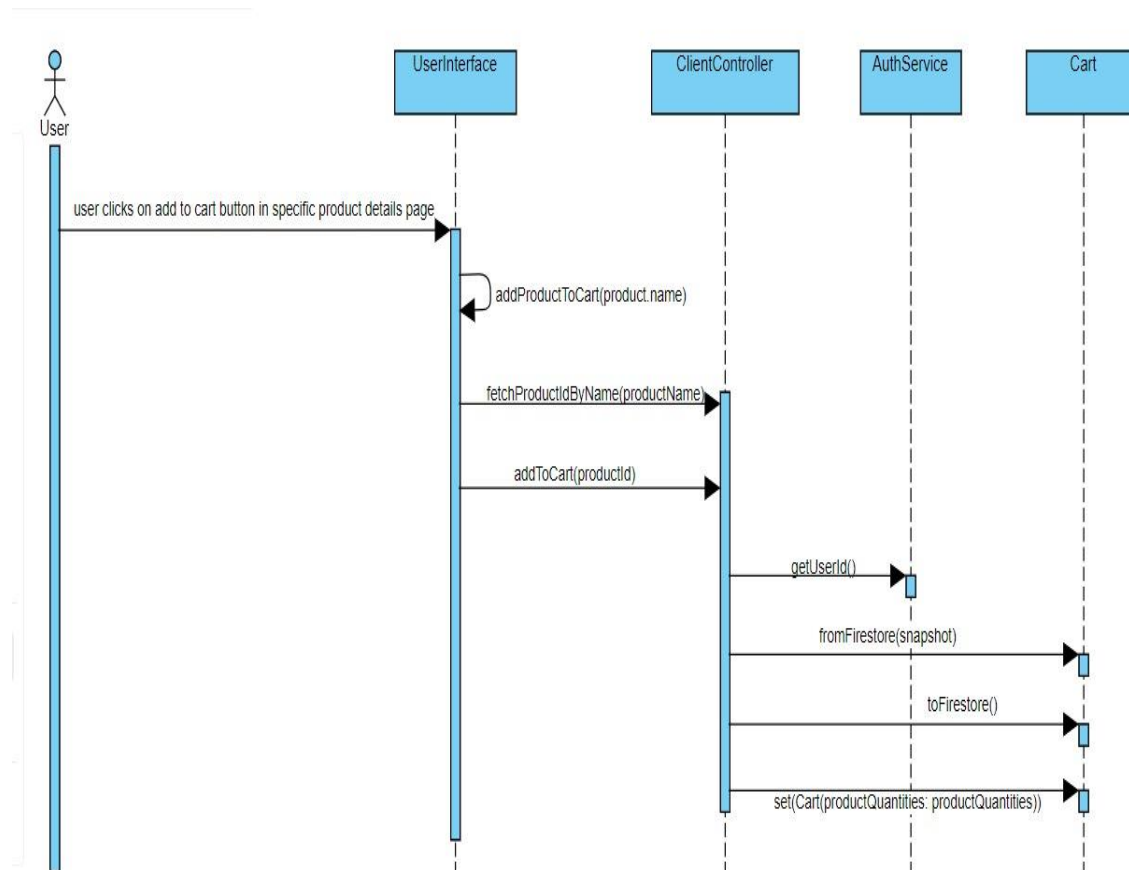 UserInterface
ClientController
AuthService
Cart
User
user clicks on add to cart button in specific product details page
addProductToCart(product.name)
fetchProductIdByName(productName)
addToCart(productId)
getUserId()
fromFirestore(snapshot)
toFirestore()
set(Cart(productQuantities: productQuantities))